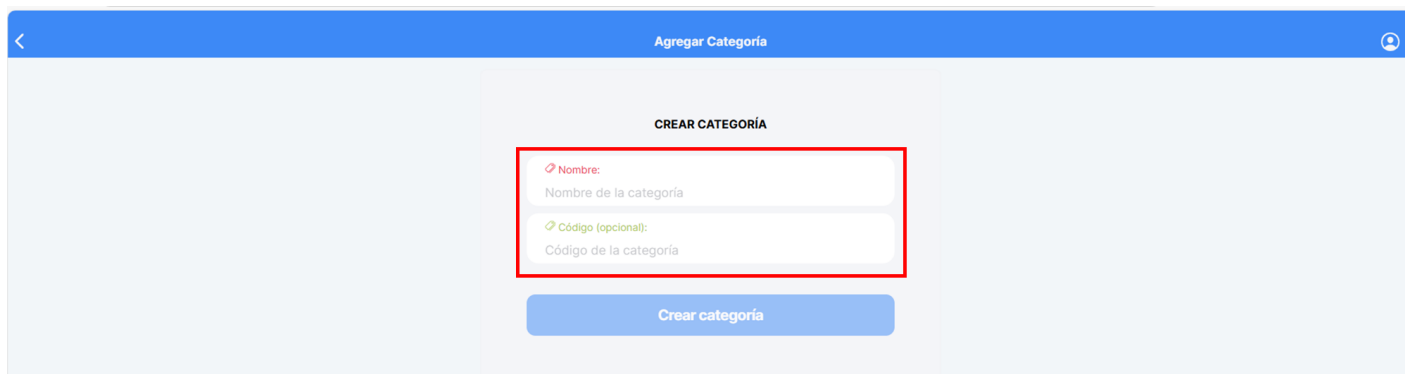 Agregar Categoría
CREAR CATEGORÍA
Nombre:
Nombre de la categoría
Código (opcional):
Código de la categoría
Crear categoría